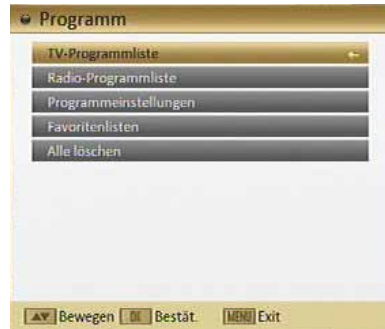 Programm
TV-Programmliste
Radio-Programmliste
Programmeinstellungen
Favoritenlisten
Alle löschen
▲▼ Bewegen OK Bestät. MENU Exit